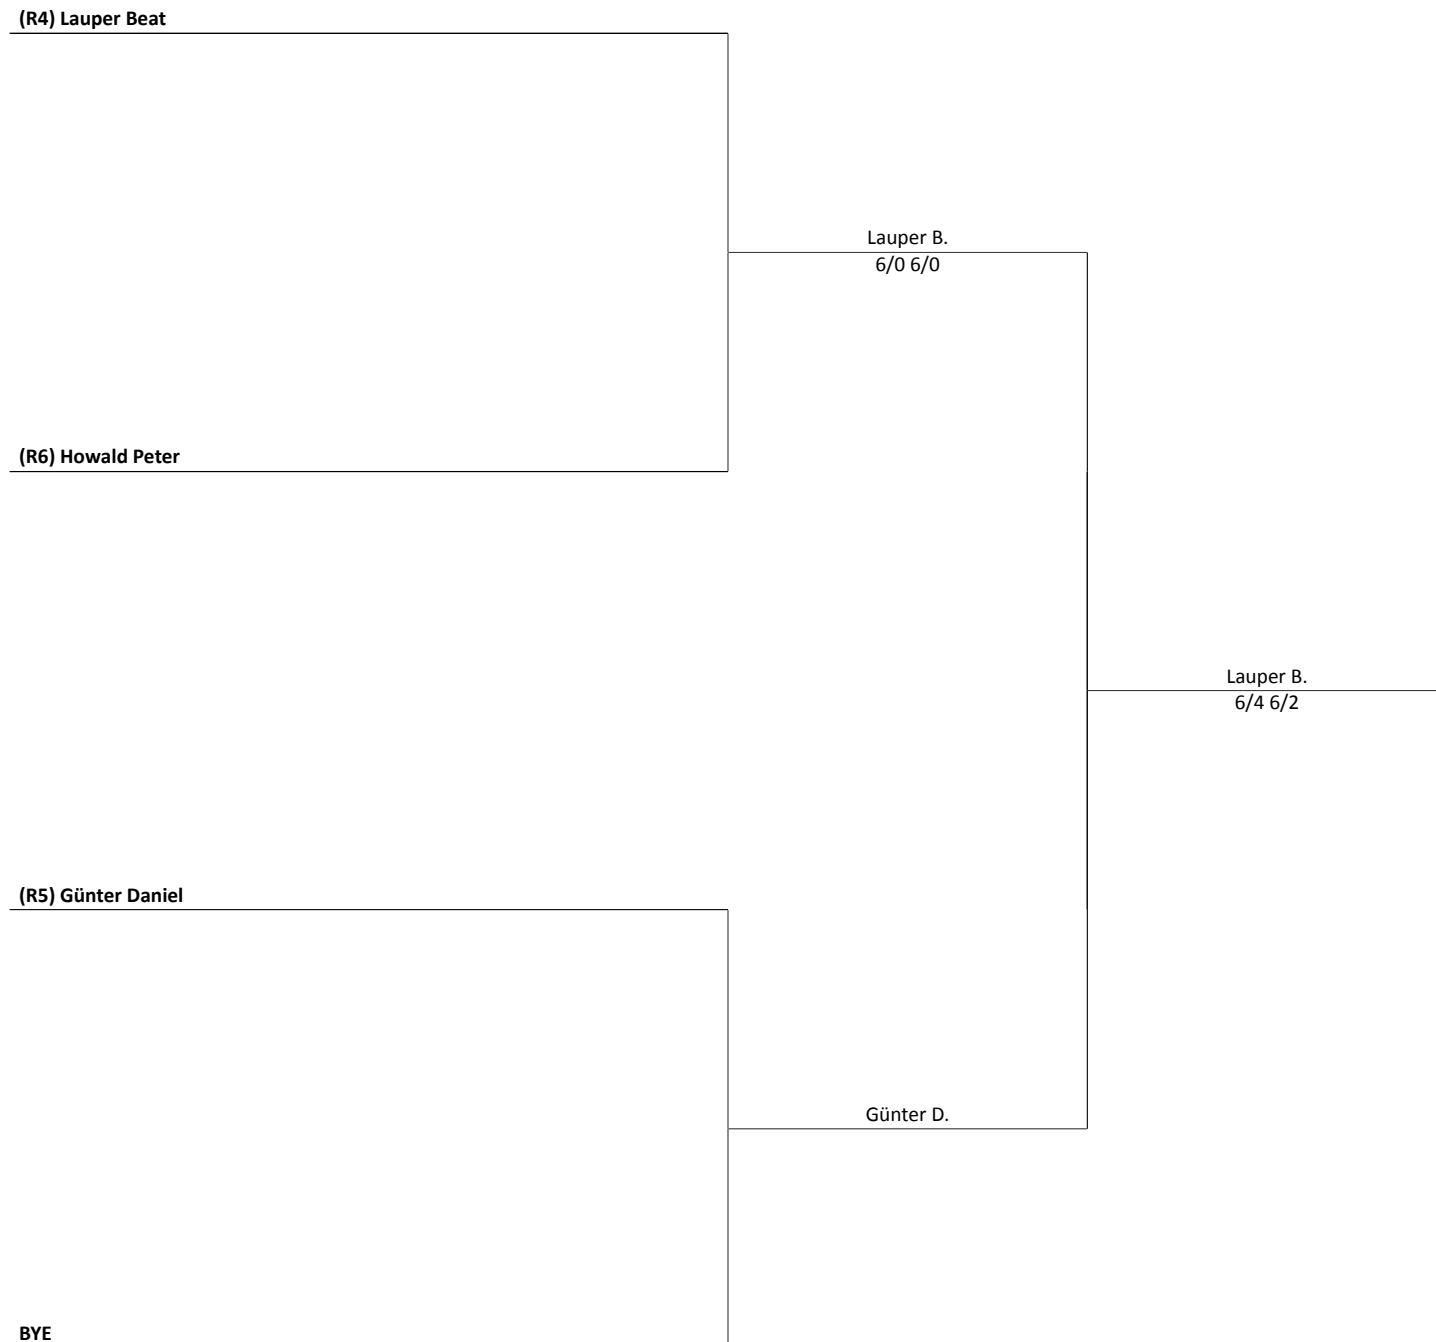 (R4) Lauper Beat
Lauper B.
6/0 6/0
(R6) Howald Peter
Lauper B.
6/4 6/2
(R5) Günter Daniel
Günter D.
BYE